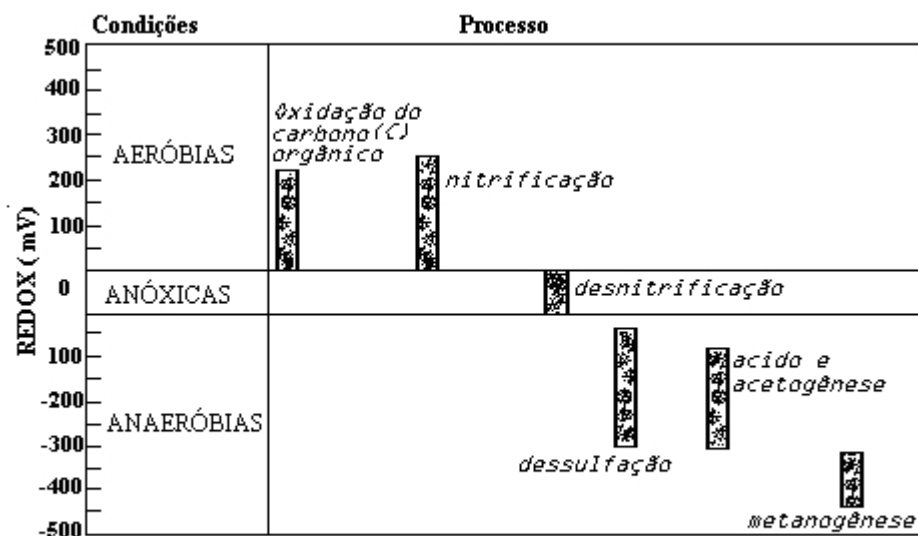 Condições
Processo
500
400
300
200
100
0
100
-200
-300
-400
-500
REDOX ( mV)
AERÓBIAS
ANÓXICAS
ANAERÓBIAS
Oxidação do
carbono(C)
orgânico
nitrificação
desnitrificação
dessulfação
acido e
acetogênese
metanogênese